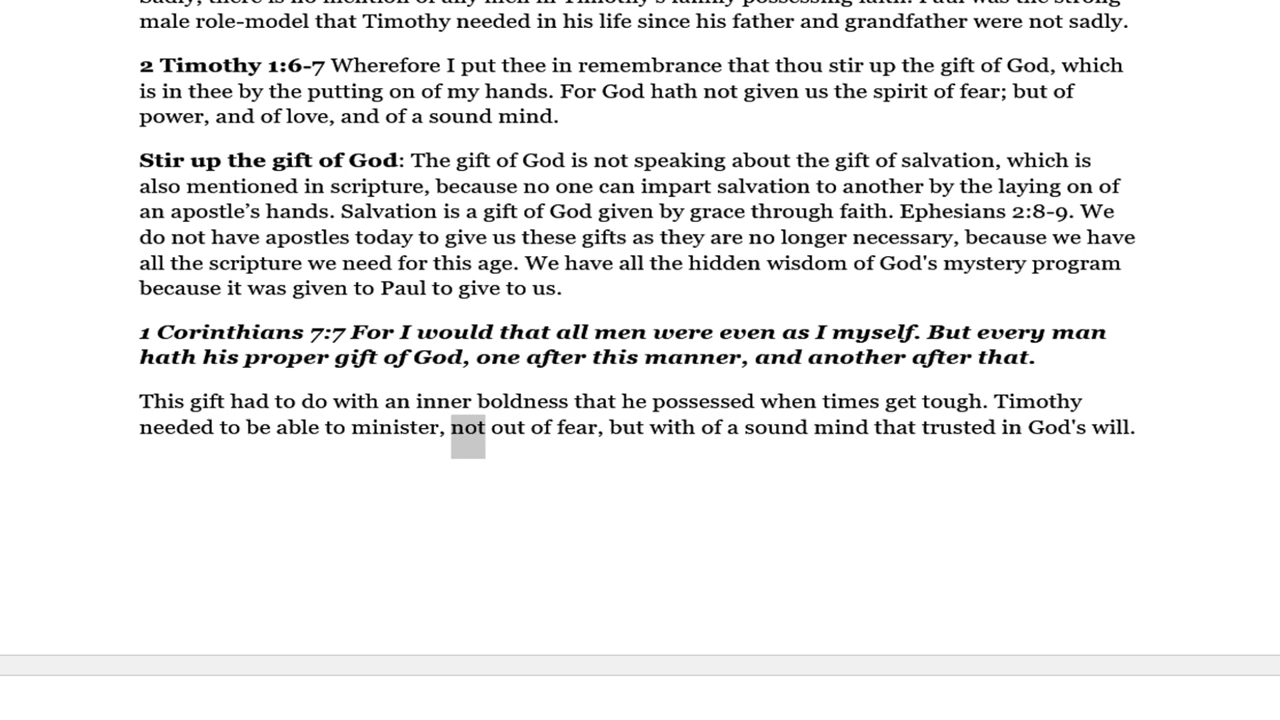 male role-model that Timothy needed in his life since his father and grandfather were not sadly.
2 Timothy 1:6-7 Wherefore I put thee in remembrance that thou stir up the gift of God, which
is in thee by the putting on of my hands. For God hath not given us the spirit of fear; but of
power, and of love, and of a sound mind.
Stir up the gift of God: The gift of God is not speaking about the gift of salvation, which is
also mentioned in scripture, because no one can impart salvation to another by the laying on of
an apostle’s hands. Salvation is a gift of God given by grace through faith. Ephesians 2:8-9. We
do not have apostles today to give us these gifts as they are no longer necessary, because we have
all the scripture we need for this age. We have all the hidden wisdom of God's mystery program
because it was given to Paul to give to us.
1 Corinthians 7:7 For I would that all men were even as I myself. But every man
hath his proper gift of God, one after this manner, and another after that.
This gift had to do with an inner boldness that he possessed when times get tough. Timothy
needed to be able to minister, not out of fear, but with of a sound mind that trusted in God's will.